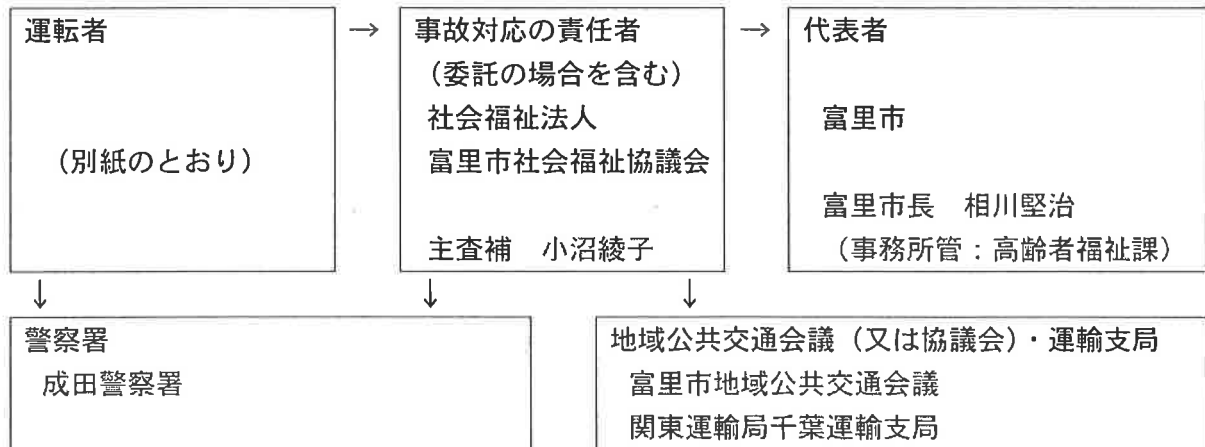 運転者
(別紙のとおり)
→
事故対応の責任者
(委託の場合を含む)
社会福祉法人
富里市社会福祉協議会
主査補 小沼綾子
→
代表者
富里市
富里市長 相川堅治
(事務所管:高齢者福祉課)
↓ ↓ ↓
警察署
成田警察署
地域公共交通会議(又は協議会)・運輸支局
富里市地域公共交通会議
関東運輸局千葉運輸支局